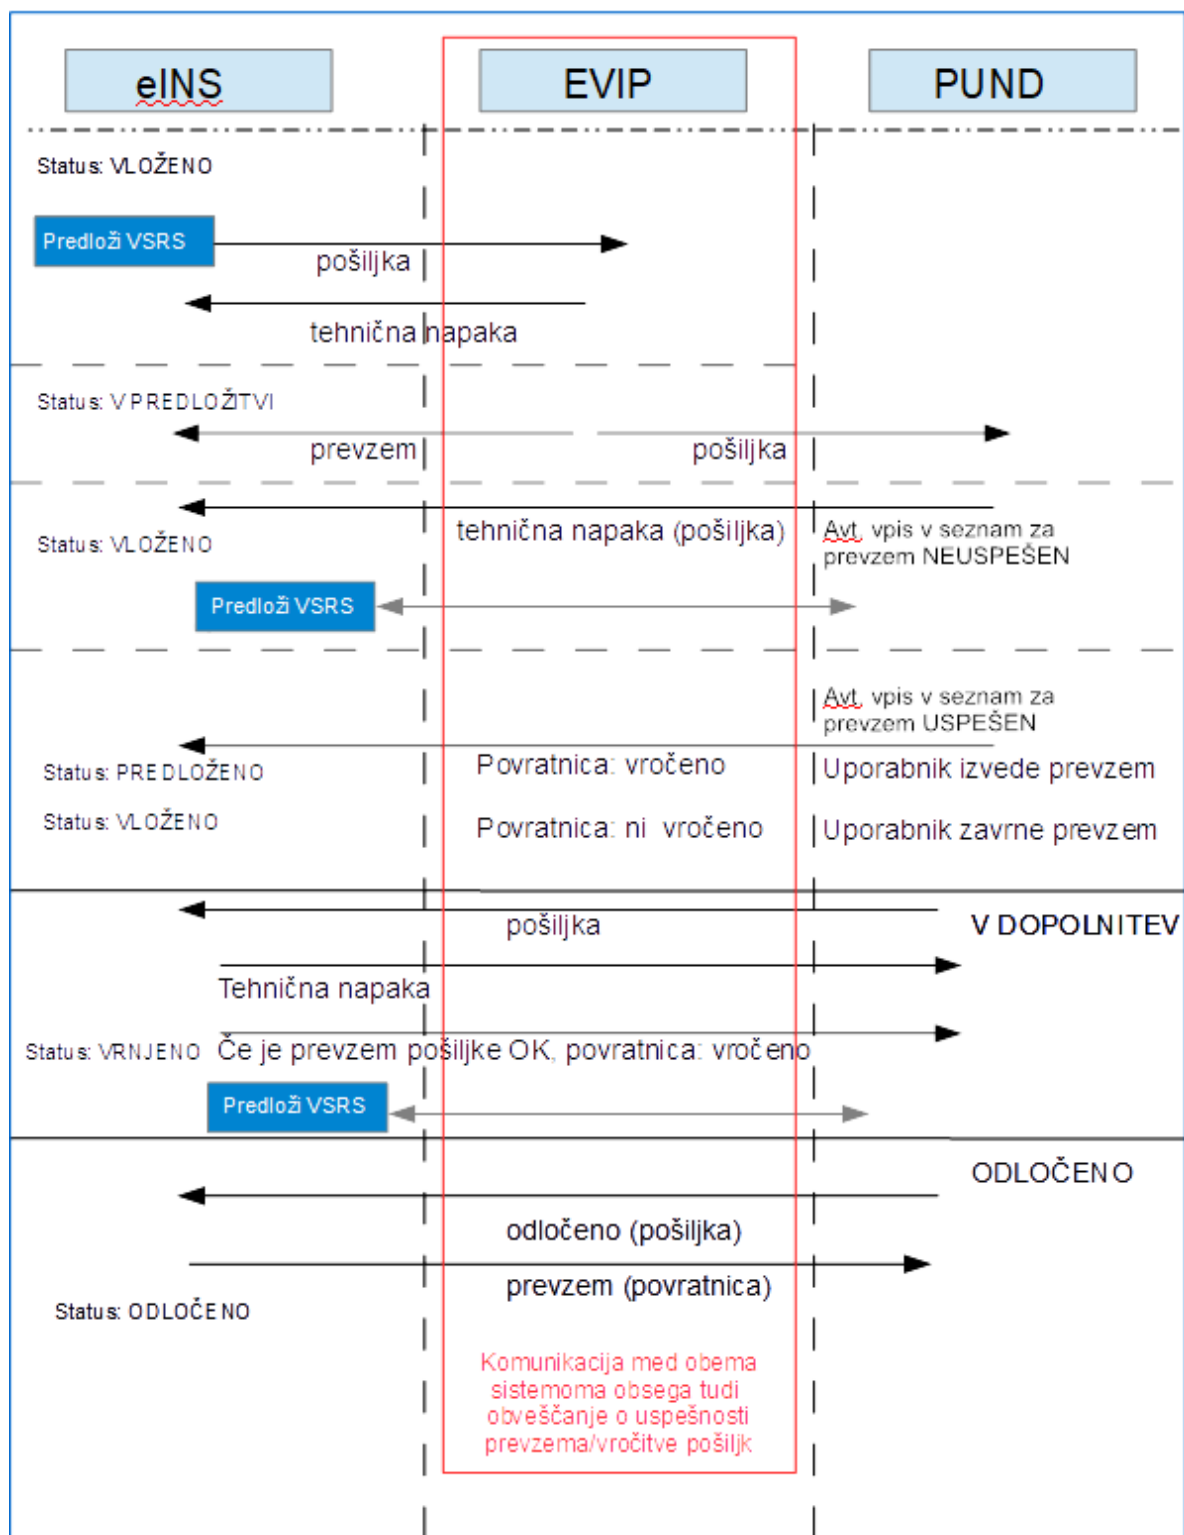 eINS
EVIP
PUND
Status: VLOŽENO
Predloži VSRS
pošiljka
tehnična napaka
Status: V PREDLOŽITVI
prevzem
pošiljka
tehnična napaka (pošiljka)
Avt. vpis v seznam za
prevzem NEUSPEŠEN
Status: VLOŽENO
Predloži VSRS
Avt. vpis v seznam za
prevzem USPEŠEN
Status: PREDLOŽENO
Povratnica: vročeno
Uporabnik izvede prevzem
Status: VLOŽENO
Povratnica: ni vročeno
Uporabnik zavrne prevzem
pošiljka
V DOPOLNITEV
Tehnična napaka
Status: VRNJENO
Če je prevzem pošiljke OK, povratnica: vročeno
Predloži VSRS
ODLOČENO
odločeno (pošiljka)
prevzem (povratnica)
Status: ODLOČENO
Komunikacija med obema
sistemoma obsega tudi
obveščanje o uspešnosti
prevzema/vročitve pošiljk